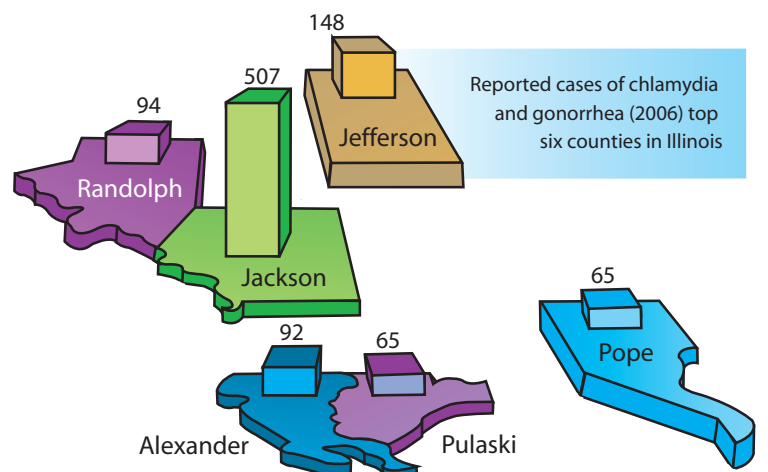 148
507
94
Reported cases of chlamydia
and gonorrhea (2006) top
six counties in Illinois
Jefferson
Randolph
Jackson
65
92
65
Pope
Alexander
Pulaski